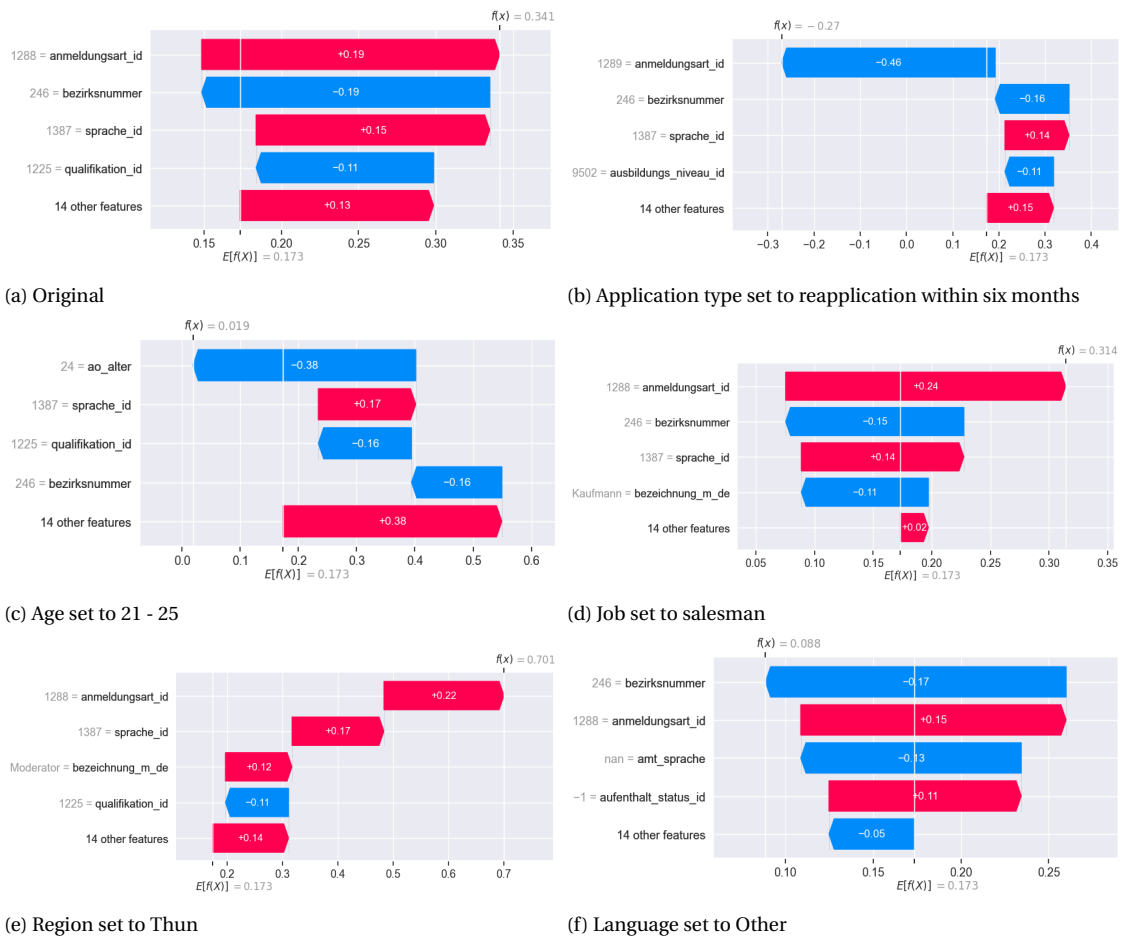 f(x) = 0.341
1288 = anmeldungsart_id
+0.19
246 = bezirksnummer
−0.19
1387 = sprache_id
+0.15
1225 = qualifikation_id
−0.11
14 other features
+0.13
0.15 0.20 0.25 0.30 0.35
E[f(X)] = 0.173
(a) Original
f(x) = −0.27
1289 = anmeldungsart_id
−0.46
246 = bezirksnummer
−0.16
1387 = sprache_id
+0.14
9502 = ausbildungs_niveau_id
−0.11
14 other features
+0.15
−0.3 −0.2 −0.1 0.0 0.1 0.2 0.3 0.4
E[f(X)] = 0.173
(b) Application type set to reapplication within six months
f(x) = 0.019
24 = ao_alter
−0.38
1387 = sprache_id
+0.17
1225 = qualifikation_id
−0.16
246 = bezirksnummer
−0.16
14 other features
+0.38
0.0 0.1 0.2 0.3 0.4 0.5 0.6
E[f(X)] = 0.173
(c) Age set to 21 - 25
f(x) = 0.314
1288 = anmeldungsart_id
+0.24
246 = bezirksnummer
−0.15
1387 = sprache_id
+0.14
Kaufmann = bezeichnung_m_de
−0.11
14 other features
+0.02
0.05 0.10 0.15 0.20 0.25 0.30 0.35
E[f(X)] = 0.173
(d) Job set to salesman
f(x) = 0.701
1288 = anmeldungsart_id
+0.22
1387 = sprache_id
+0.17
Moderator = bezeichnung_m_de
+0.12
1225 = qualifikation_id
−0.11
14 other features
+0.14
0.2 0.3 0.4 0.5 0.6 0.7
E[f(X)] = 0.173
(e) Region set to Thun
f(x) = 0.088
246 = bezirksnummer
−0.17
1288 = anmeldungsart_id
+0.15
nan = amt_sprache
−0.13
−1 = aufenthalt_status_id
+0.11
14 other features
−0.05
0.10 0.15 0.20 0.25
E[f(X)] = 0.173
(f) Language set to Other